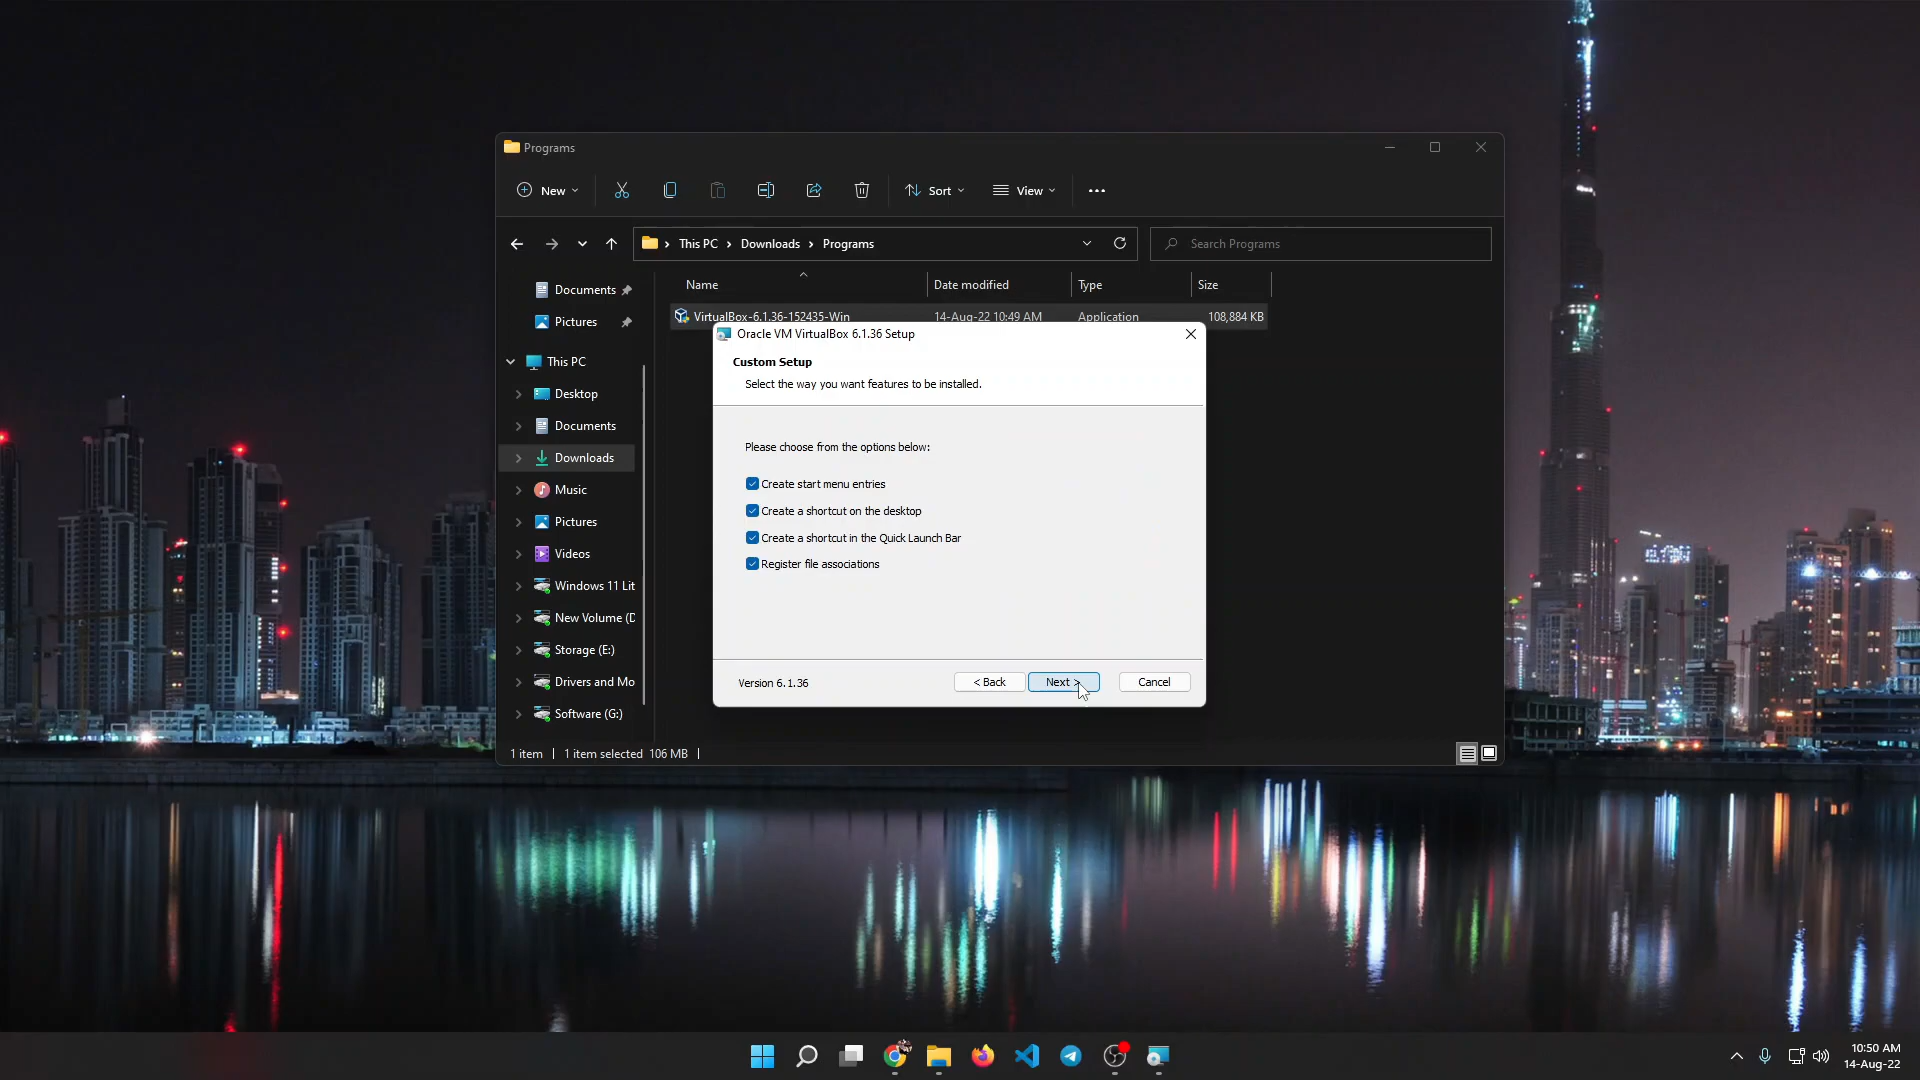 Programs
New
Sort
View
This PC
Downloads
Programs
Search Programs
Name
Date modified
Type
Size
VirtualBox-6.1.36-152435-Win
14-Aug-22 10:49 AM
Application
108,884 KB
Documents
Pictures
This PC
Desktop
Documents
Downloads
Music
Pictures
Videos
Windows 11 Lit
New Volume (D
Storage (E:)
Drivers and Mo
Software (G:)
1 item
1 item selected 106 MB
Oracle VM VirtualBox 6.1.36 Setup
Custom Setup
Select the way you want features to be installed.
Please choose from the options below:
Create start menu entries
Create a shortcut on the desktop
Create a shortcut in the Quick Launch Bar
Register file associations
Version 6.1.36
< Back
Next >
Cancel
10:50 AM
14-Aug-22